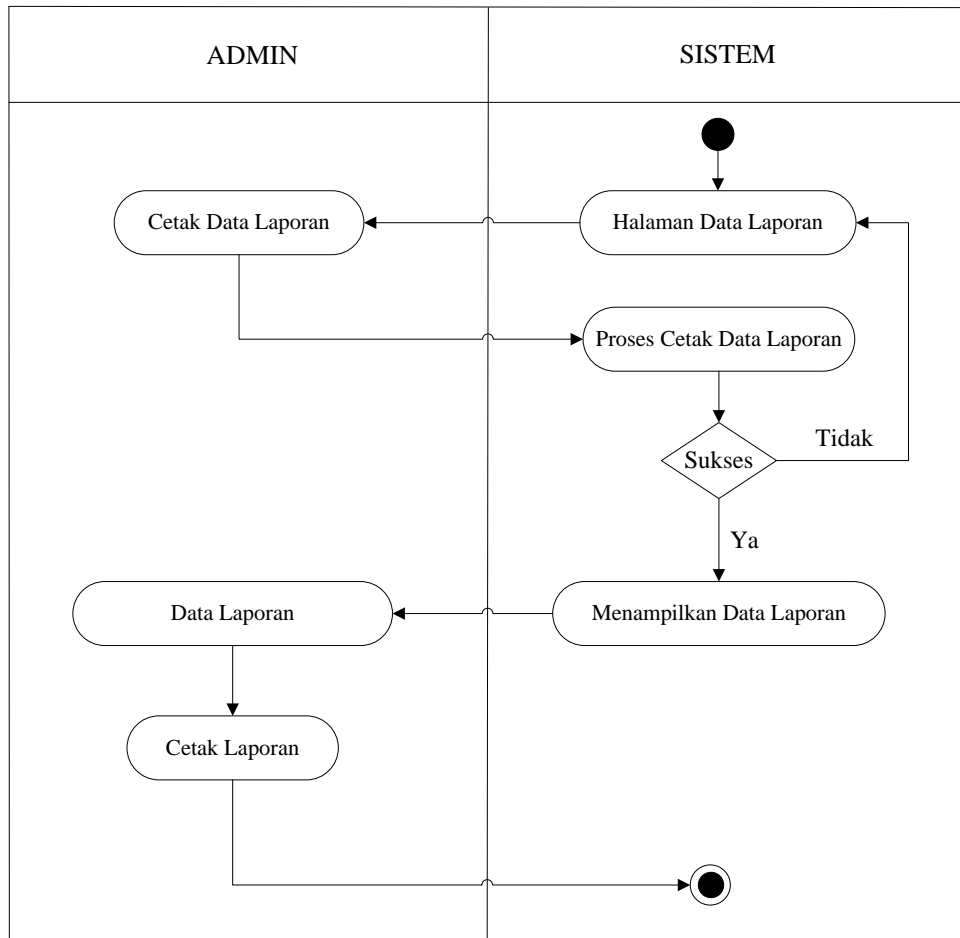 ADMIN
SISTEM
Cetak Data Laporan
Halaman Data Laporan
Proses Cetak Data Laporan
Sukses
Tidak
Ya
Data Laporan
Menampilkan Data Laporan
Cetak Laporan